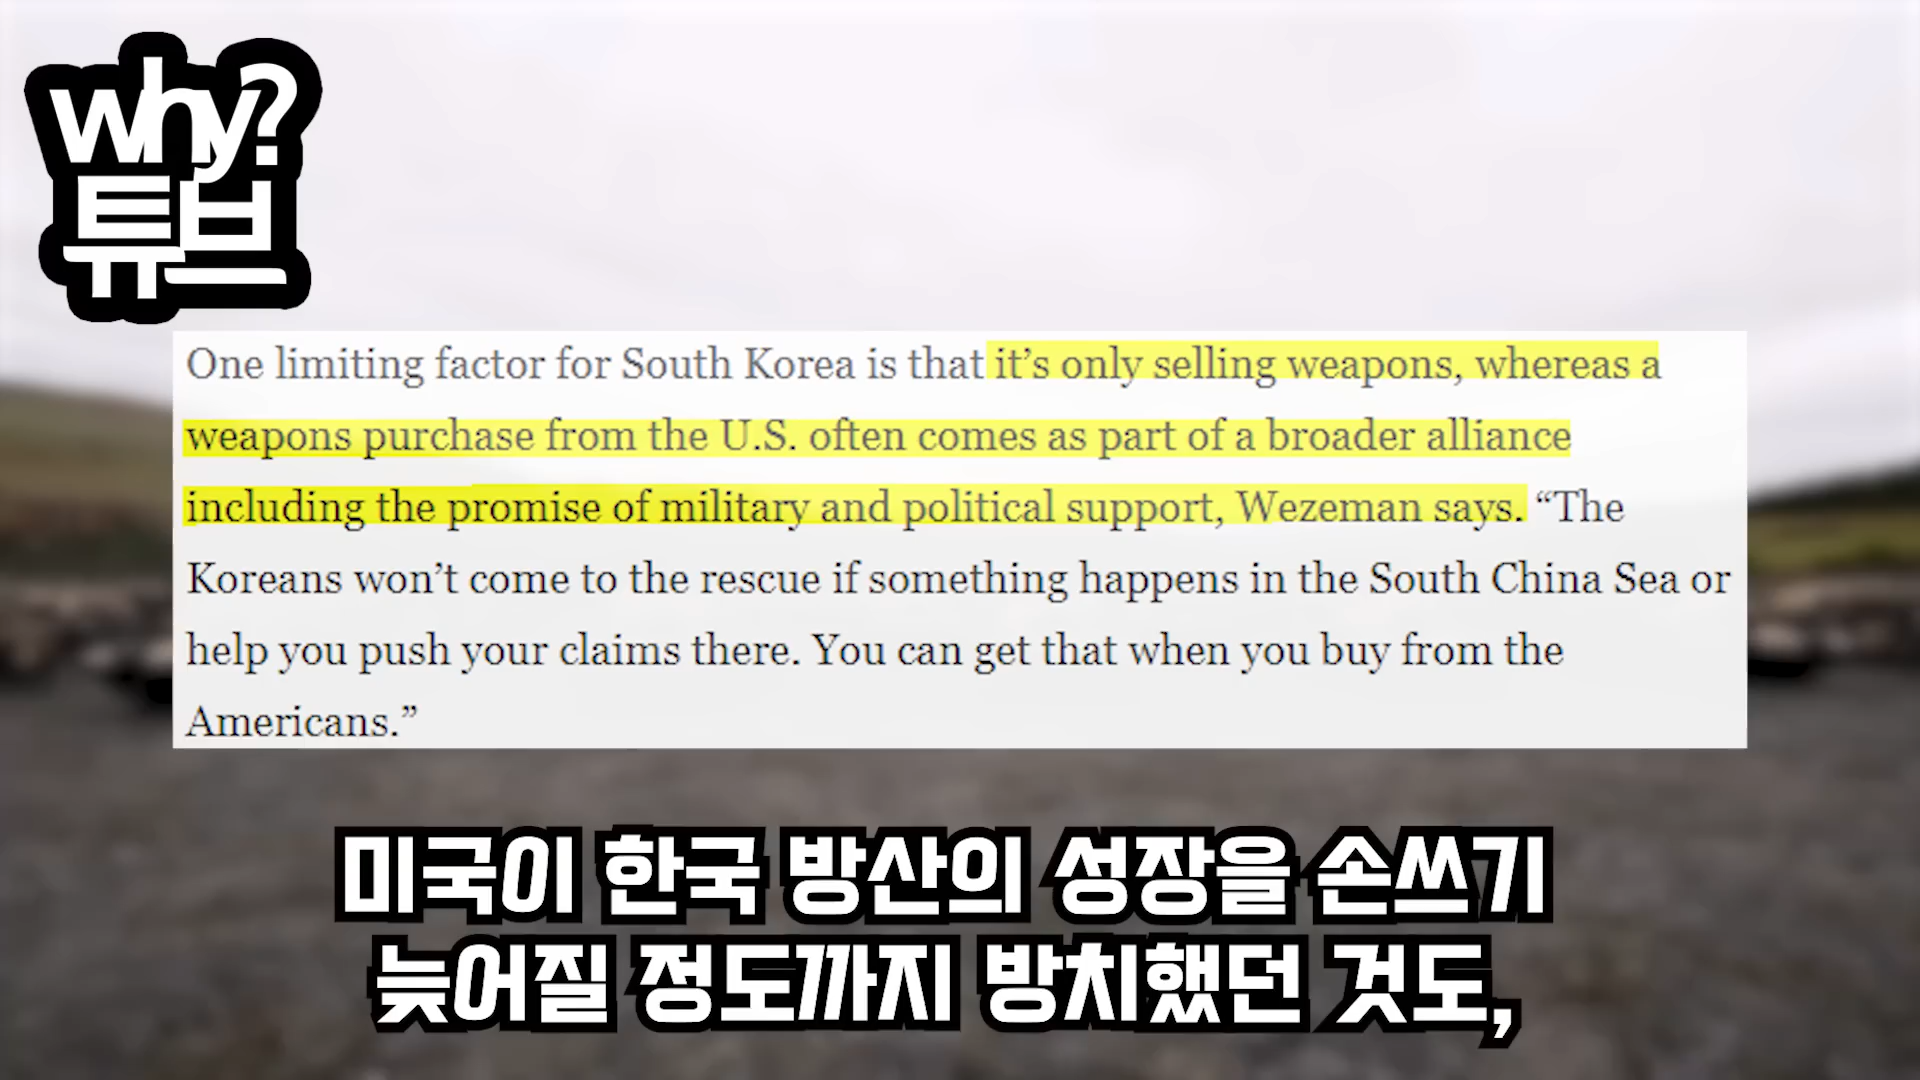 why?
튜브
One limiting factor for South Korea is that it’s only selling weapons, whereas a
weapons purchase from the U.S. often comes as part of a broader alliance
including the promise of military and political support, Wezeman says. “The
Koreans won’t come to the rescue if something happens in the South China Sea or
help you push your claims there. You can get that when you buy from the
Americans.”
미국이 한국 방산의 성장을 손쓰기
늦어질 정도까지 방치했던 것도,